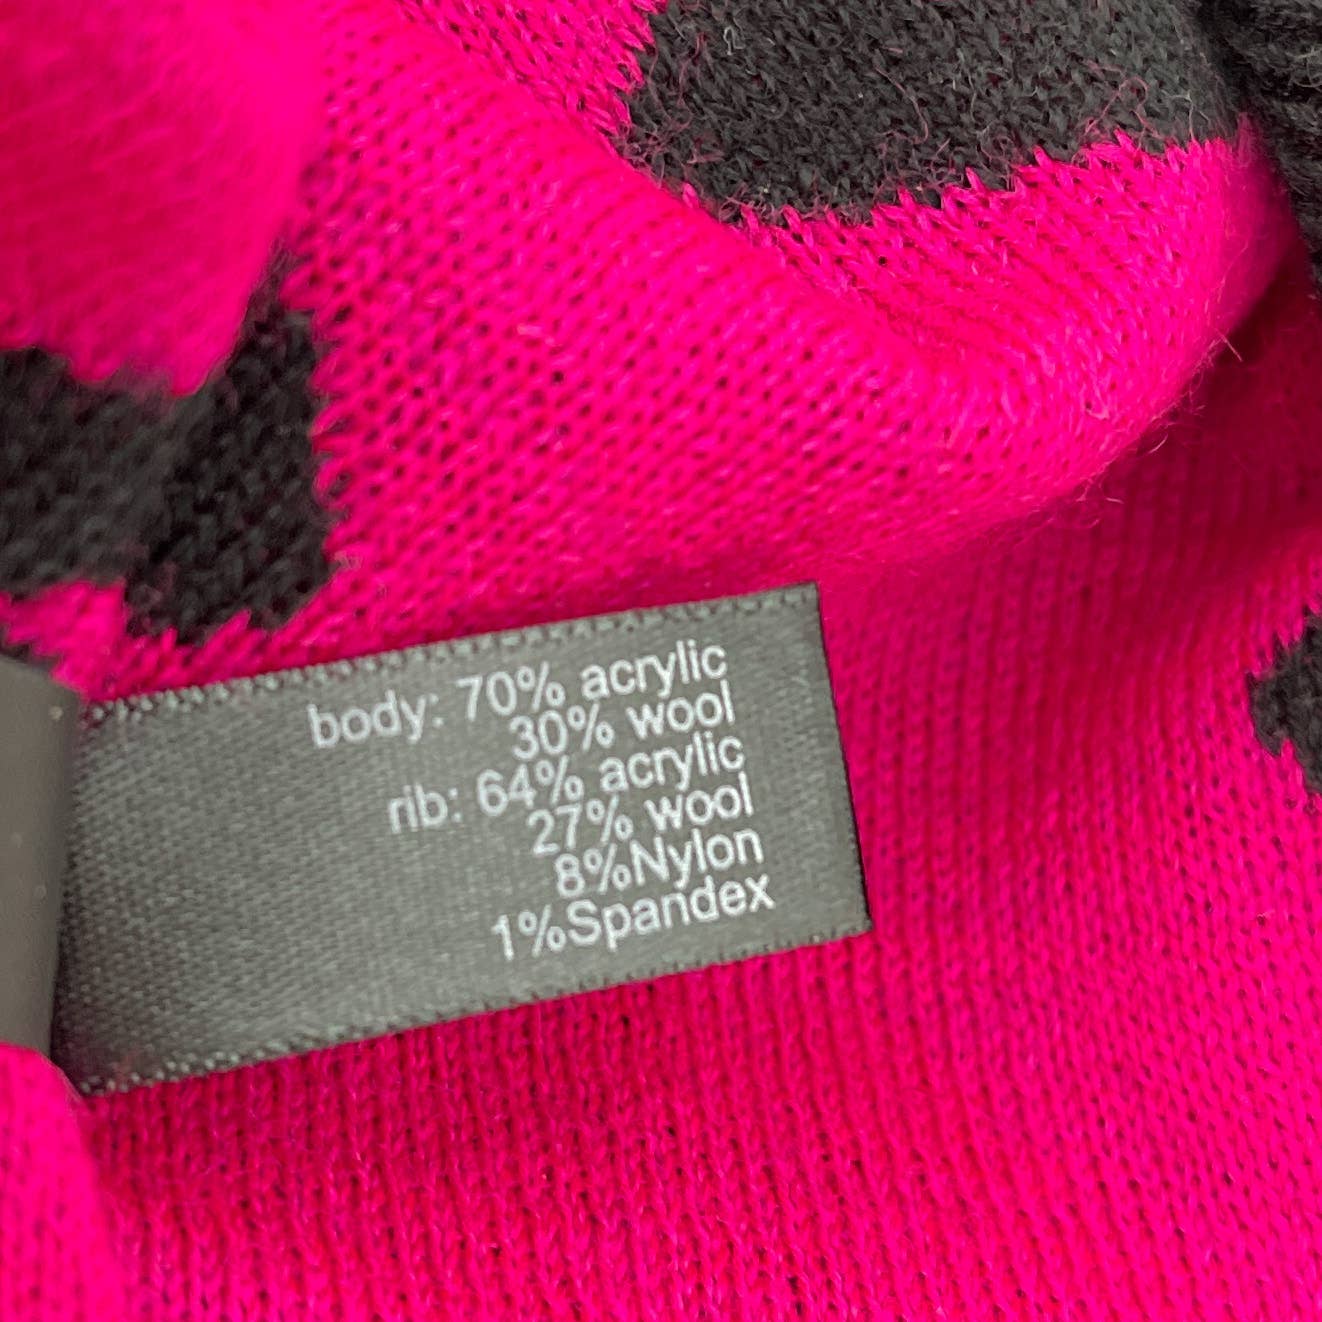 body: 70% acrylic
30% wool
rib: 64% acrylic
27% wool
8%Nylon
1%Spandex